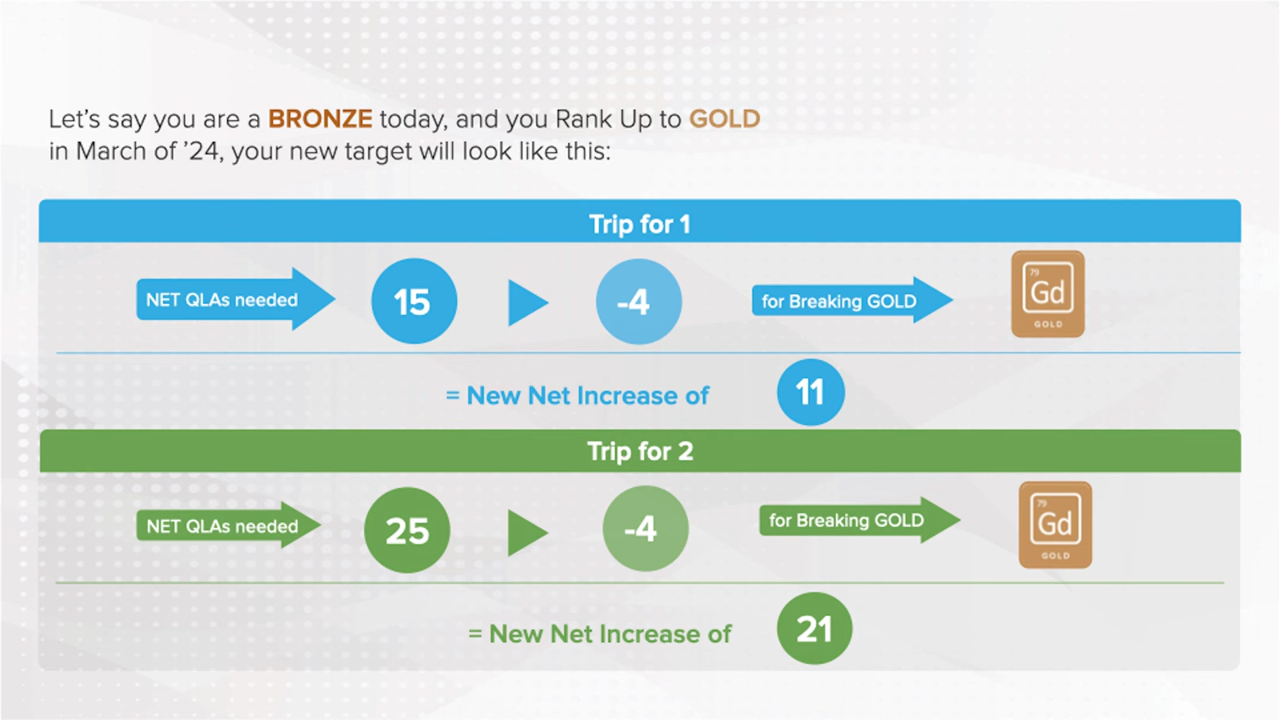 Let's say you are a BRONZE today, and you Rank Up to GOLD
in March of '24, your new target will look like this:
Trip for 1
NET QLAs needed
15
-4
for Breaking GOLD
79
Gd
GOLD
= New Net Increase of
11
Trip for 2
NET QLAs needed
25
-4
for Breaking GOLD
79
Gd
GOLD
= New Net Increase of
21